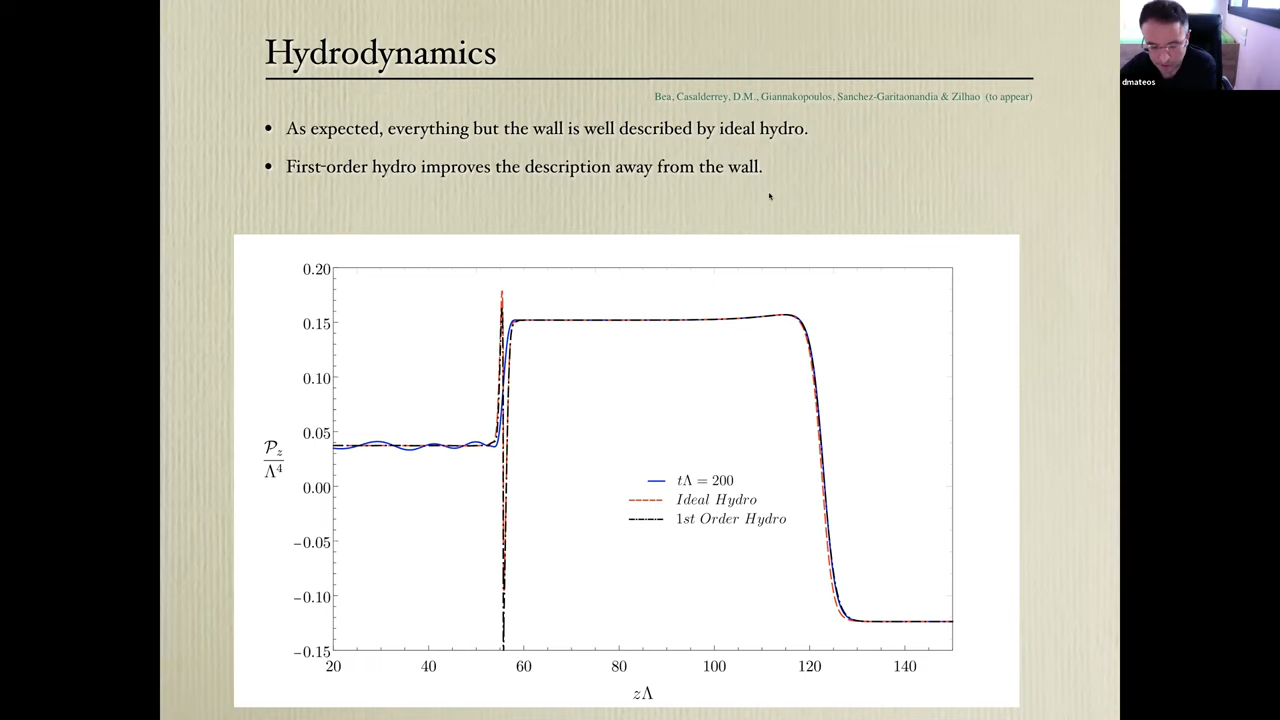 Hydrodynamics
dmateos
Bea, Casalderrey, D.M., Giannakopoulos, Sanchez-Garitaonandia & Zilhao (to appear)
• As expected, everything but the wall is well described by ideal hydro.
• First-order hydro improves the description away from the wall.
0.20
0.15
0.10
0.05
0.00
−0.05
−0.10
−0.15
𝒫z
Λ⁴
tΛ = 200
Ideal Hydro
1st Order Hydro
20 40 60 80 100 120 140
zΛ